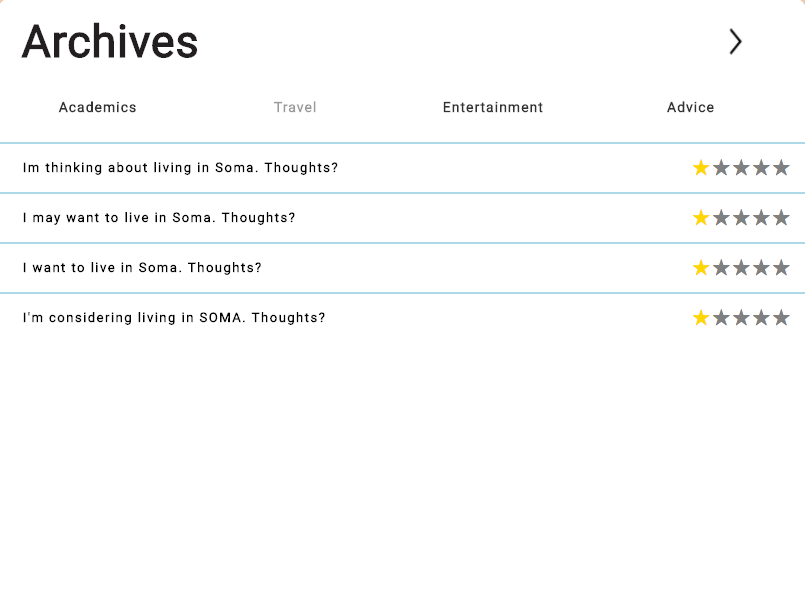 Archives
Academics Travel Entertainment Advice
Im thinking about living in Soma. Thoughts?
I may want to live in Soma. Thoughts?
I want to live in Soma. Thoughts?
I'm considering living in SOMA. Thoughts?